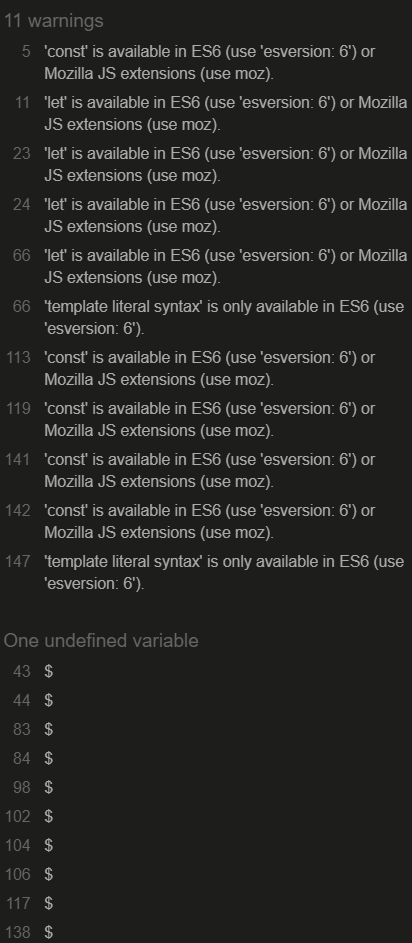 11 warnings
5 'const' is available in ES6 (use 'esversion: 6') or
Mozilla JS extensions (use moz).
11 'let' is available in ES6 (use 'esversion: 6') or Mozilla
JS extensions (use moz).
23 'let' is available in ES6 (use 'esversion: 6') or Mozilla
JS extensions (use moz).
24 'let' is available in ES6 (use 'esversion: 6') or Mozilla
JS extensions (use moz).
66 'let' is available in ES6 (use 'esversion: 6') or Mozilla
JS extensions (use moz).
66 'template literal syntax' is only available in ES6 (use
'esversion: 6').
113 'const' is available in ES6 (use 'esversion: 6') or
Mozilla JS extensions (use moz).
119 'const' is available in ES6 (use 'esversion: 6') or
Mozilla JS extensions (use moz).
141 'const' is available in ES6 (use 'esversion: 6') or
Mozilla JS extensions (use moz).
142 'const' is available in ES6 (use 'esversion: 6') or
Mozilla JS extensions (use moz).
147 'template literal syntax' is only available in ES6 (use
'esversion: 6').
One undefined variable
43 $
44 $
83 $
84 $
98 $
102 $
104 $
106 $
117 $
138 $